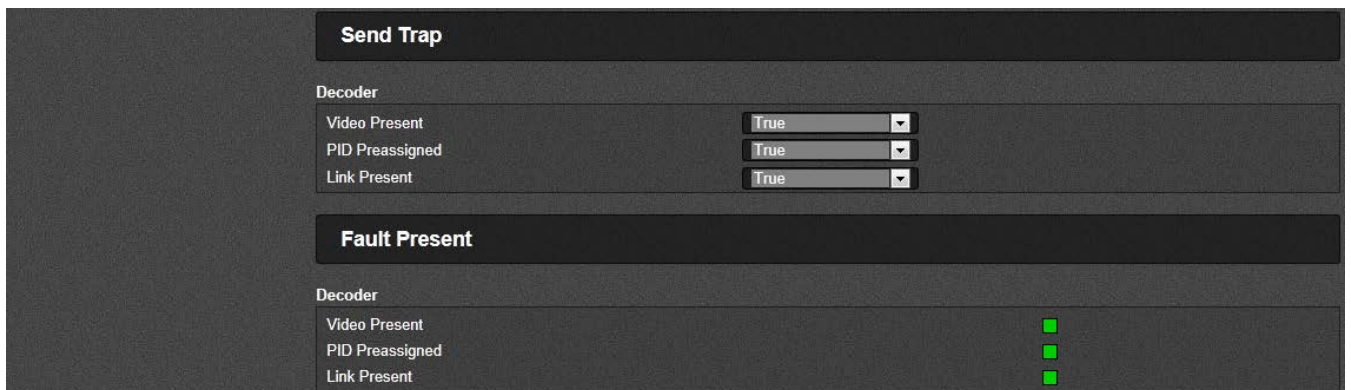 Send Trap
Decoder
Video Present True
PID Preassigned True
Link Present True
Fault Present
Decoder
Video Present
PID Preassigned
Link Present